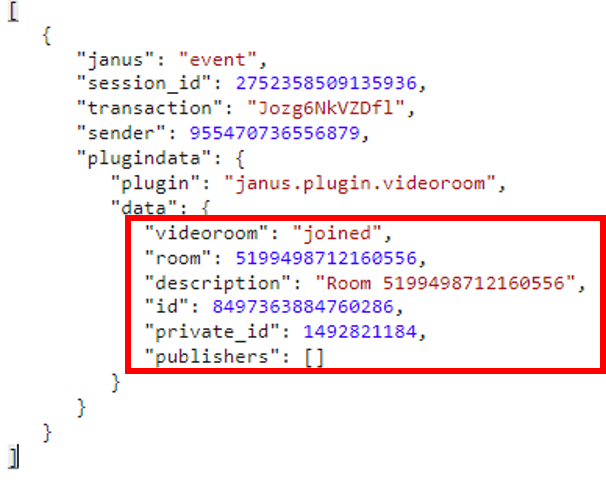 [
{
"janus": "event",
"session_id": 2752358509135936,
"transaction": "Jozg6NkVZDfl",
"sender": 955470736556879,
"plugindata": {
"plugin": "janus.plugin.videoroom",
"data": {
"videoroom": "joined",
"room": 5199498712160556,
"description": "Room 5199498712160556",
"id": 8497363884760286,
"private_id": 1492821184,
"publishers": []
}
}
}
]